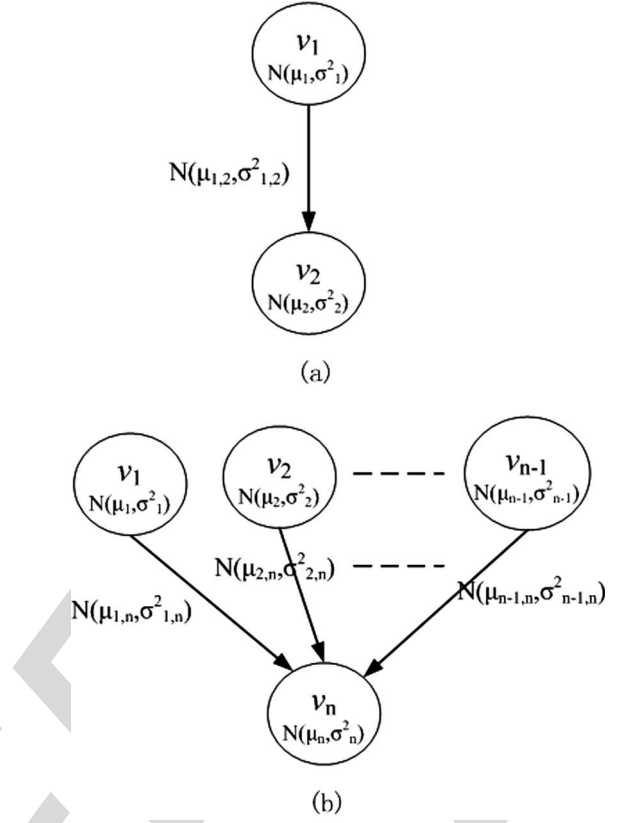 v₁
N(μ₁,σ²₁)
N(μ₁,₂,σ²₁,₂)
v₂
N(μ₂,σ²₂)
(a)
v₁ v₂ vₙ₋₁
N(μ₁,σ²₁) N(μ₂,σ²₂) N(μₙ₋₁,σ²ₙ₋₁)
N(μ₁,ₙ,σ²₁,ₙ) N(μ₂,ₙ,σ²₂,ₙ) N(μₙ₋₁,ₙ,σ²ₙ₋₁,ₙ)
vₙ
N(μₙ,σ²ₙ)
(b)